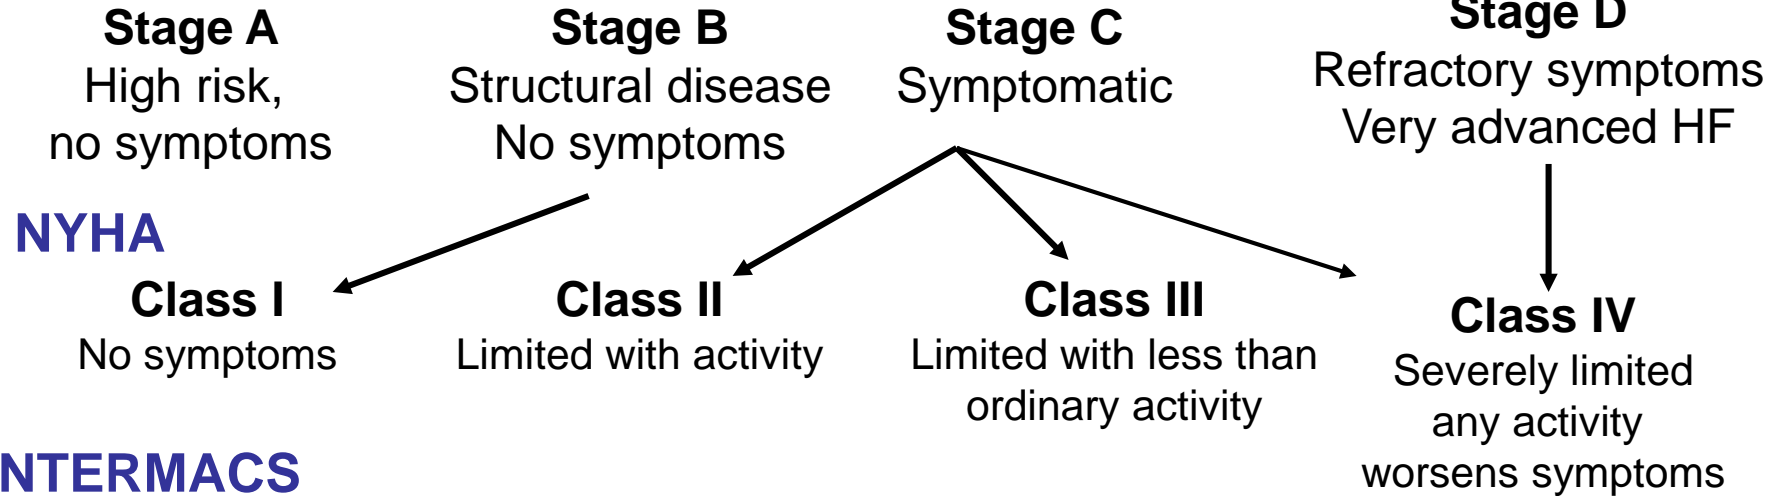 Stage A
High risk,
no symptoms
Stage B
Structural disease
No symptoms
Stage C
Symptomatic
Stage D
Refractory symptoms
Very advanced HF
NYHA
Class I
No symptoms
Class II
Limited with activity
Class III
Limited with less than
ordinary activity
Class IV
Severely limited
any activity
worsens symptoms
NTERMACS